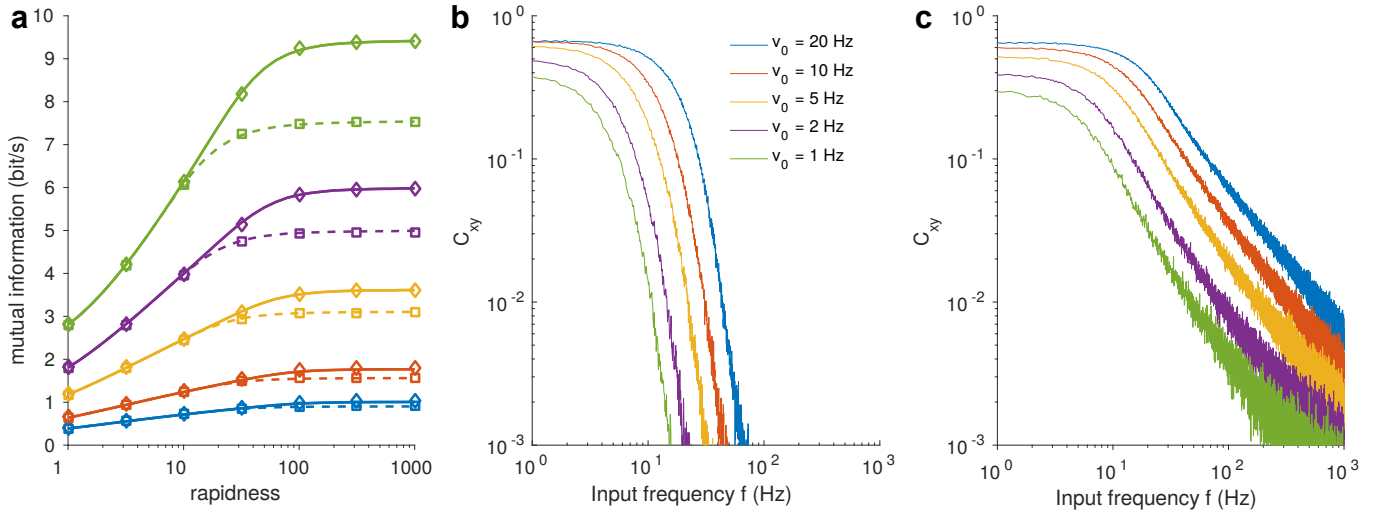 a
10
9
8
7
6
5
4
3
2
1
0
mutual information (bit/s)
1
10
100
1000
rapidness
b
10^0
10^-1
10^-2
10^-3
C_xy
v_0 = 20 Hz
v_0 = 10 Hz
v_0 = 5 Hz
v_0 = 2 Hz
v_0 = 1 Hz
10^0
10^1
10^2
10^3
Input frequency f (Hz)
c
10^0
10^-1
10^-2
10^-3
C_xy
10^0
10^1
10^2
10^3
Input frequency f (Hz)